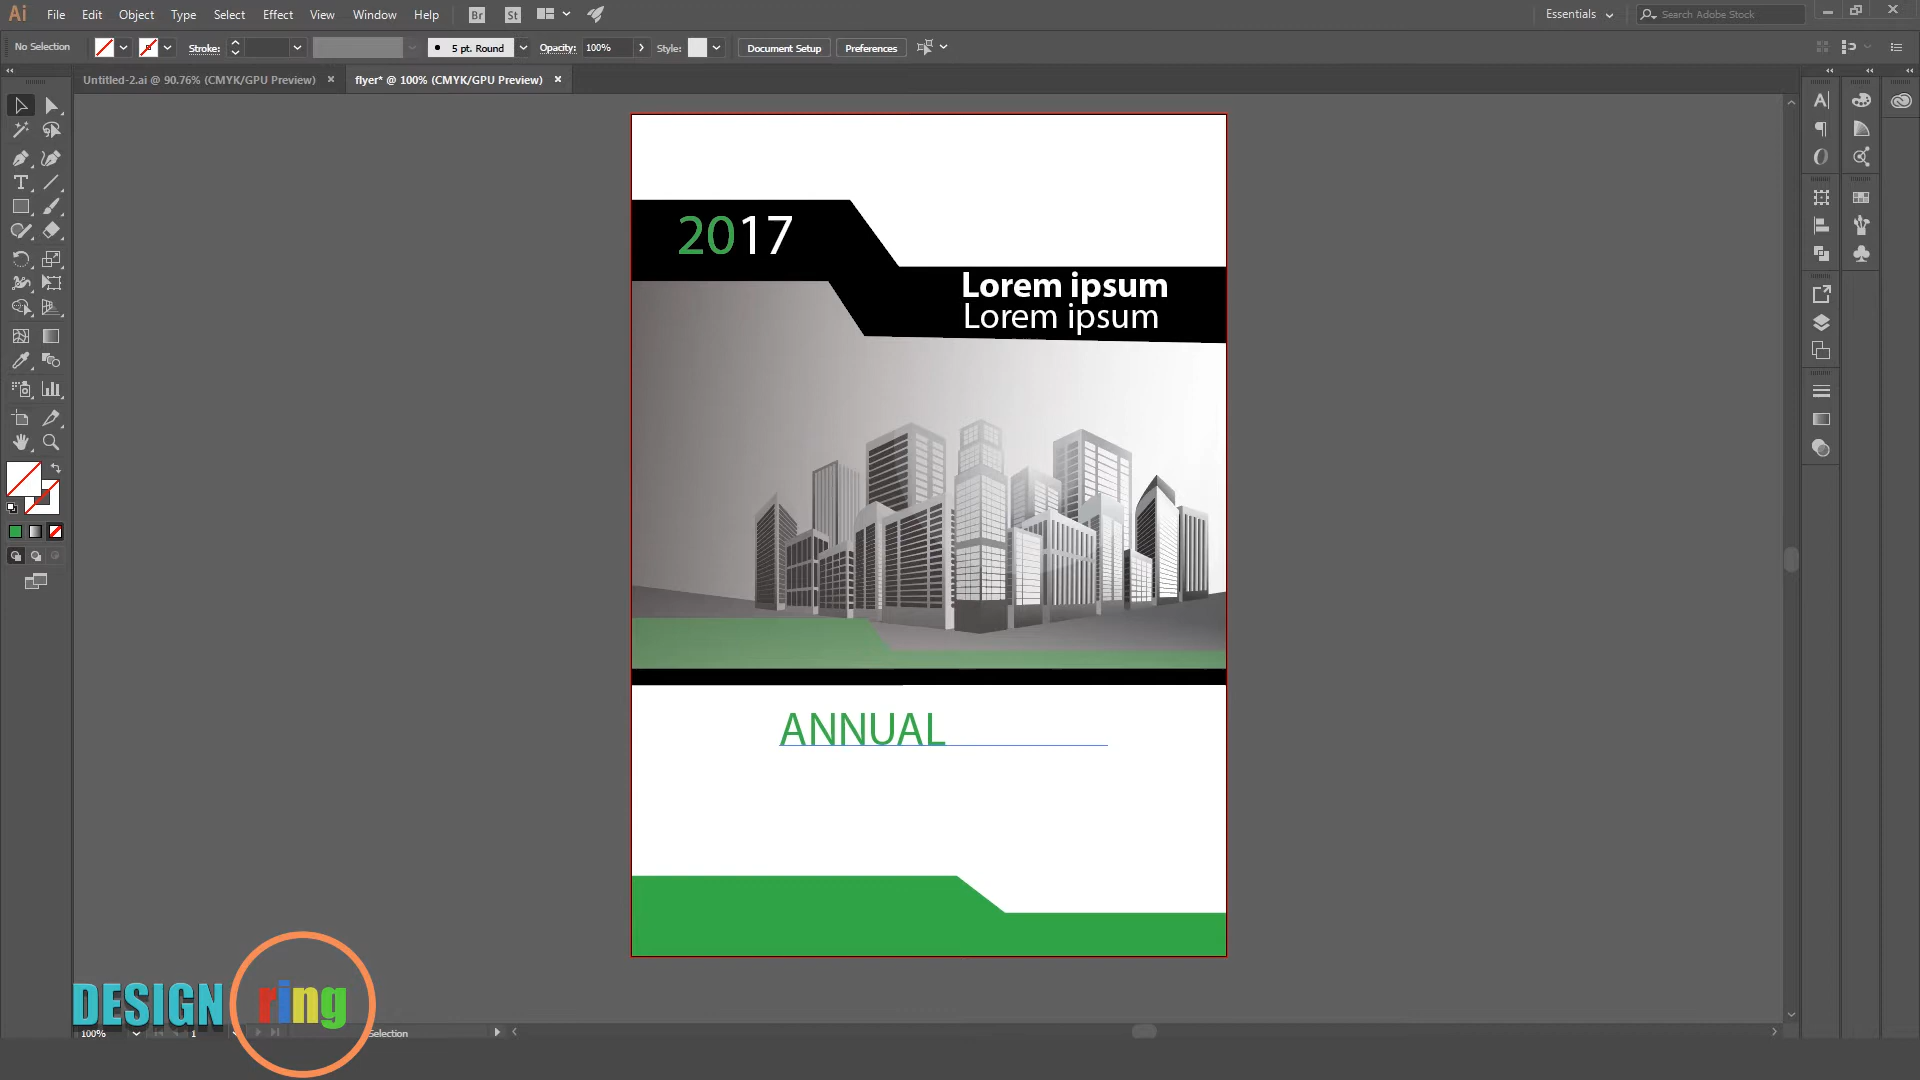 Ai File Edit Object Type Select Effect View Window Help Br St Essentials Search Adobe Stock
No Selection Stroke: 5 pt. Round Opacity: 100% Style: Document Setup Preferences
Untitled-2.ai @ 90.76% (CMYK/GPU Preview) × flyer* @ 100% (CMYK/GPU Preview) ×
2017
Lorem ipsum
Lorem ipsum
ANNUAL
DESIGN ring
100% 1 Selection